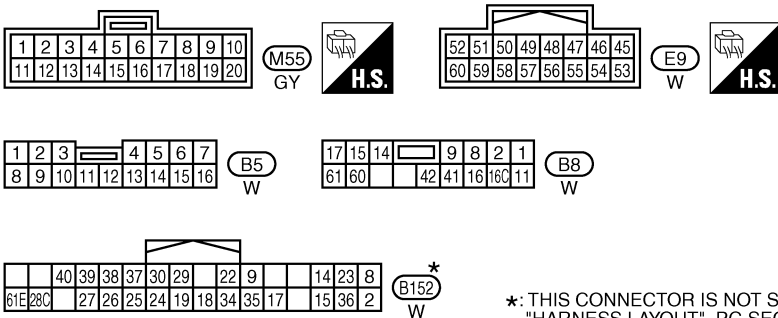 1 2 3 4 5 6 7 8 9 10
11 12 13 14 15 16 17 18 19 20
M55
GY
H.S.
52 51 50 49 48 47 46 45
60 59 58 57 56 55 54 53
E9
W
H.S.
1 2 3 4 5 6 7
8 9 10 11 12 13 14 15 16
B5
W
17 15 14 9 8 2 1
61 60 42 41 16 16C 11
B8
W
40 39 38 37 30 29 22 9 14 23 8
61E 28C 27 26 25 24 19 18 34 35 17 15 36 2
*
B152
W
*: THIS CONNECTOR IS NOT S
"HARNESS LAYOUT", PG SEC